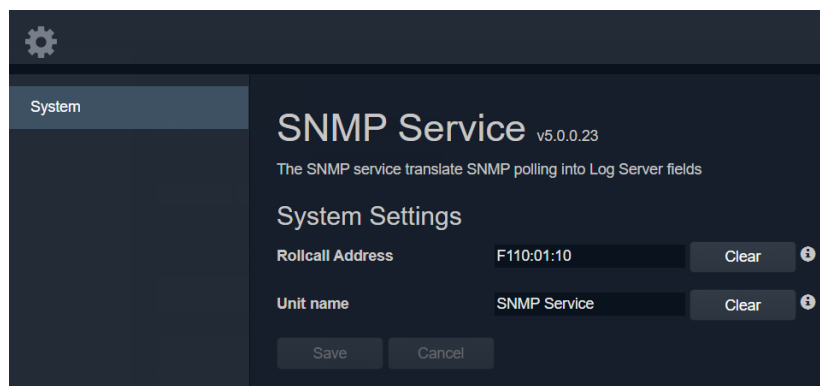 System
SNMP Service v5.0.0.23
The SNMP service translate SNMP polling into Log Server fields
System Settings
Rollcall Address F110:01:10 Clear
Unit name SNMP Service Clear
Save Cancel